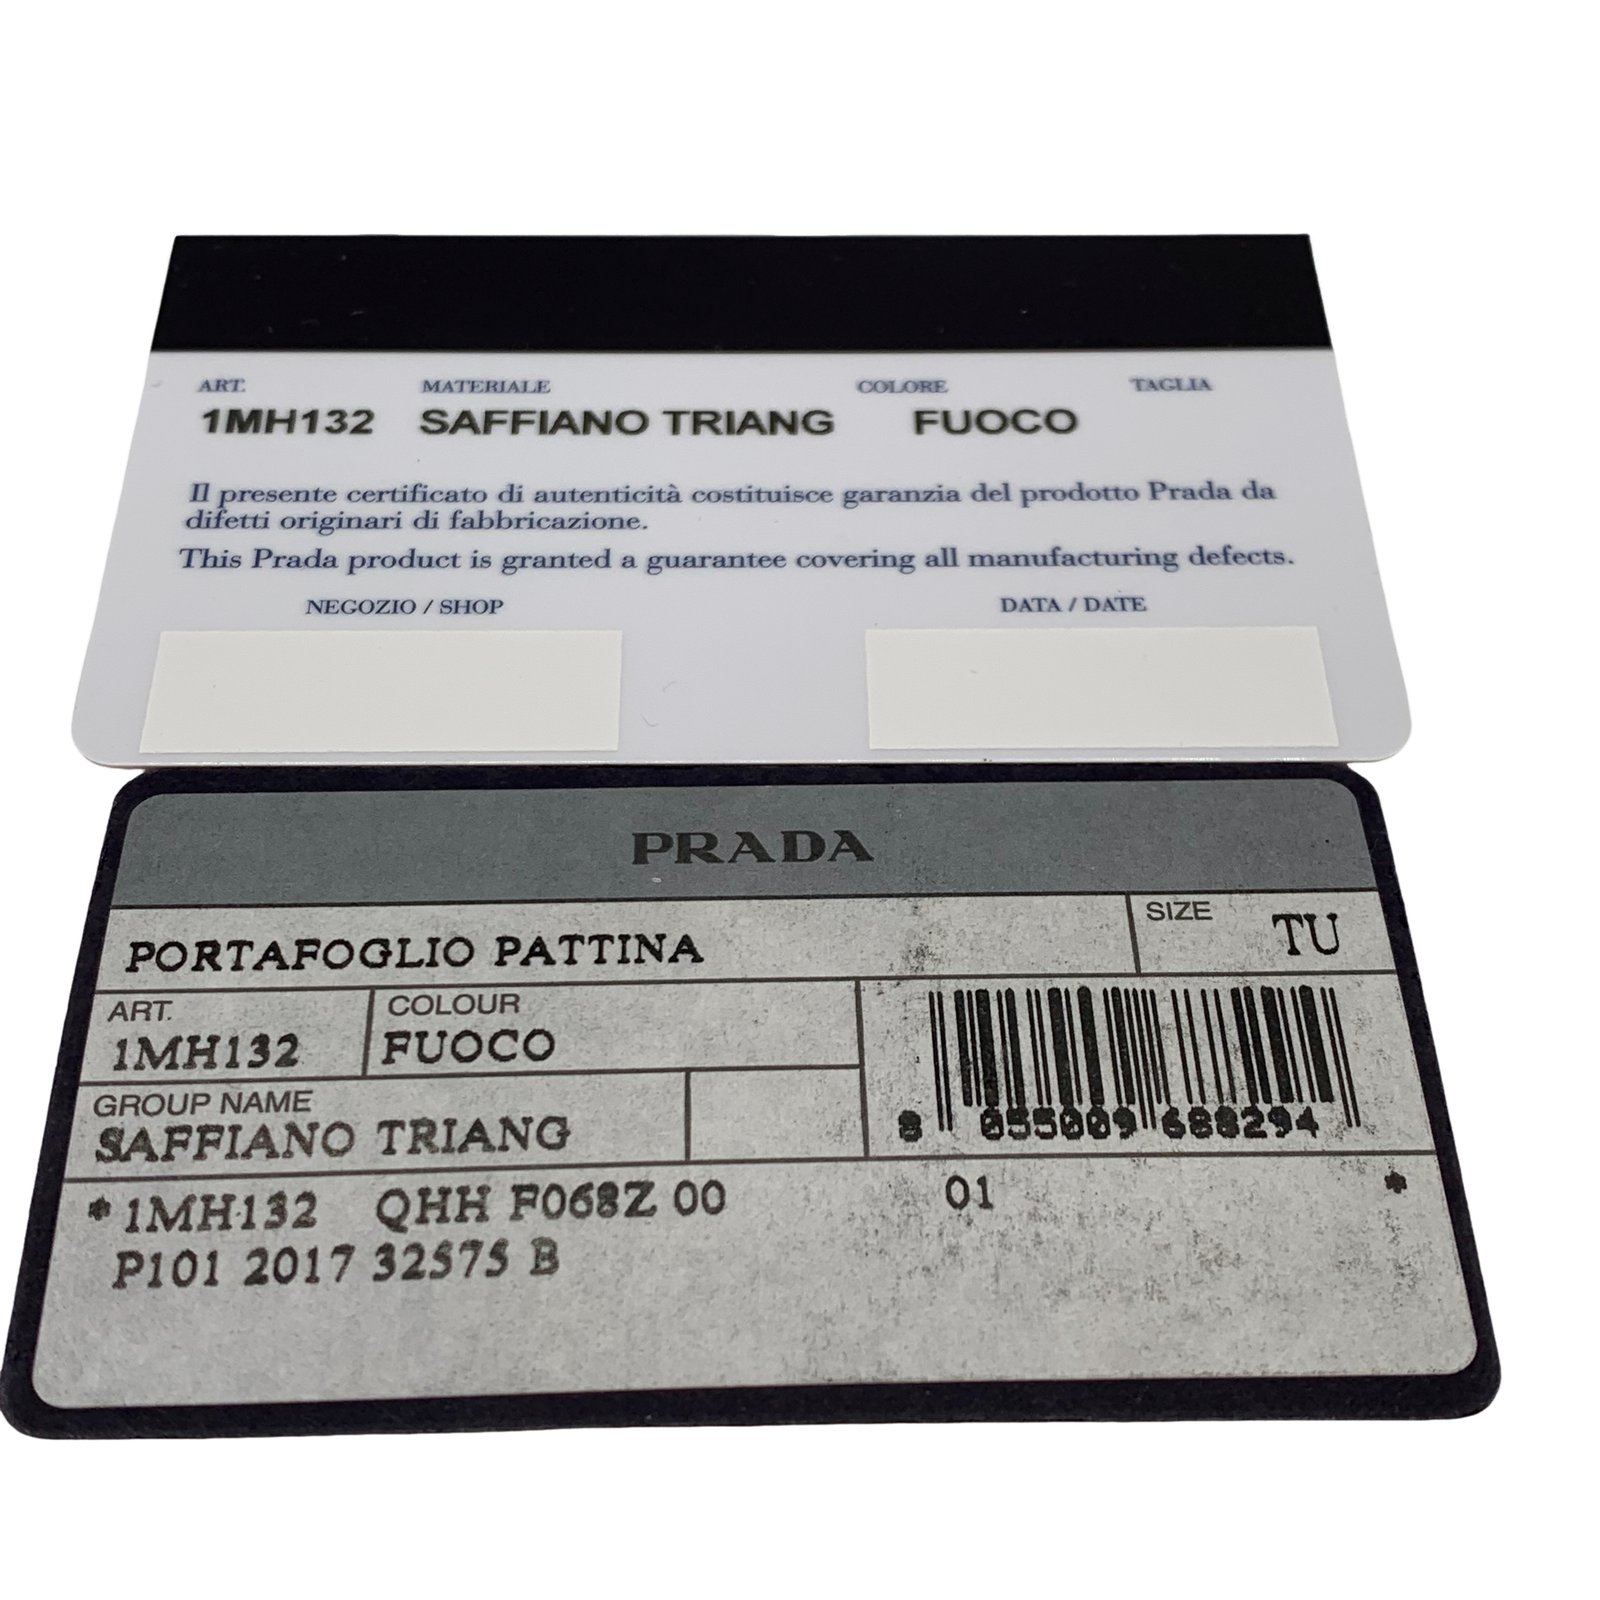 ART. MATERIALE COLORE TAGLIA
1MH132 SAFFIANO TRIANG FUOCO
Il presente certificato di autenticità costituisce garanzia del prodotto Prada da
difetti originari di fabbricazione.
This Prada product is granted a guarantee covering all manufacturing defects.
NEGOZIO / SHOP DATA / DATE
PRADA
PORTAFOGLIO PATTINA SIZE TU
ART. COLOUR
1MH132 FUOCO
GROUP NAME
SAFFIANO TRIANG
8 055009 688294
* 1MH132 QHH F068Z 00 01 *
P101 2017 32575 B